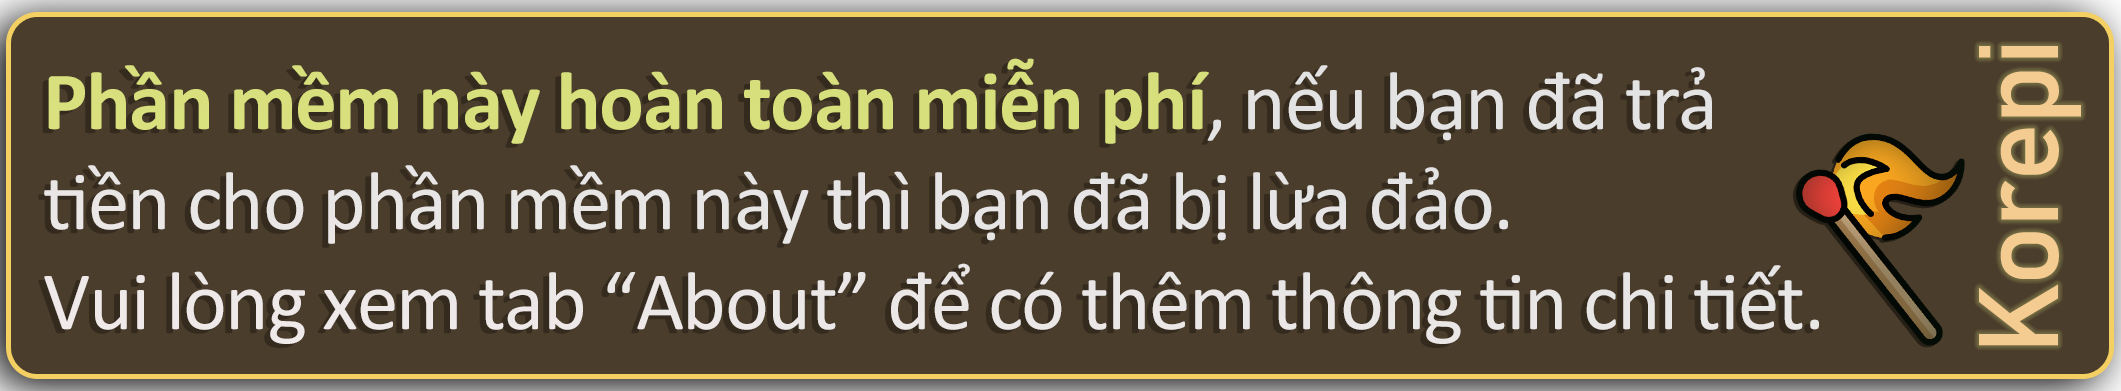 Phần mềm này hoàn toàn miễn phí, nếu bạn đã trả
tiền cho phần mềm này thì bạn đã bị lừa đảo.
Vui lòng xem tab “About” để có thêm thông tin chi tiết.
Korepi